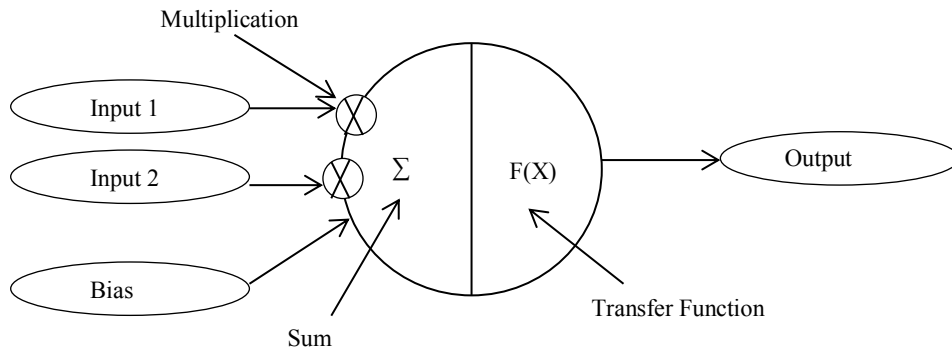 Multiplication
Input 1
Input 2
Σ
F(X)
Output
Bias
Transfer Function
Sum